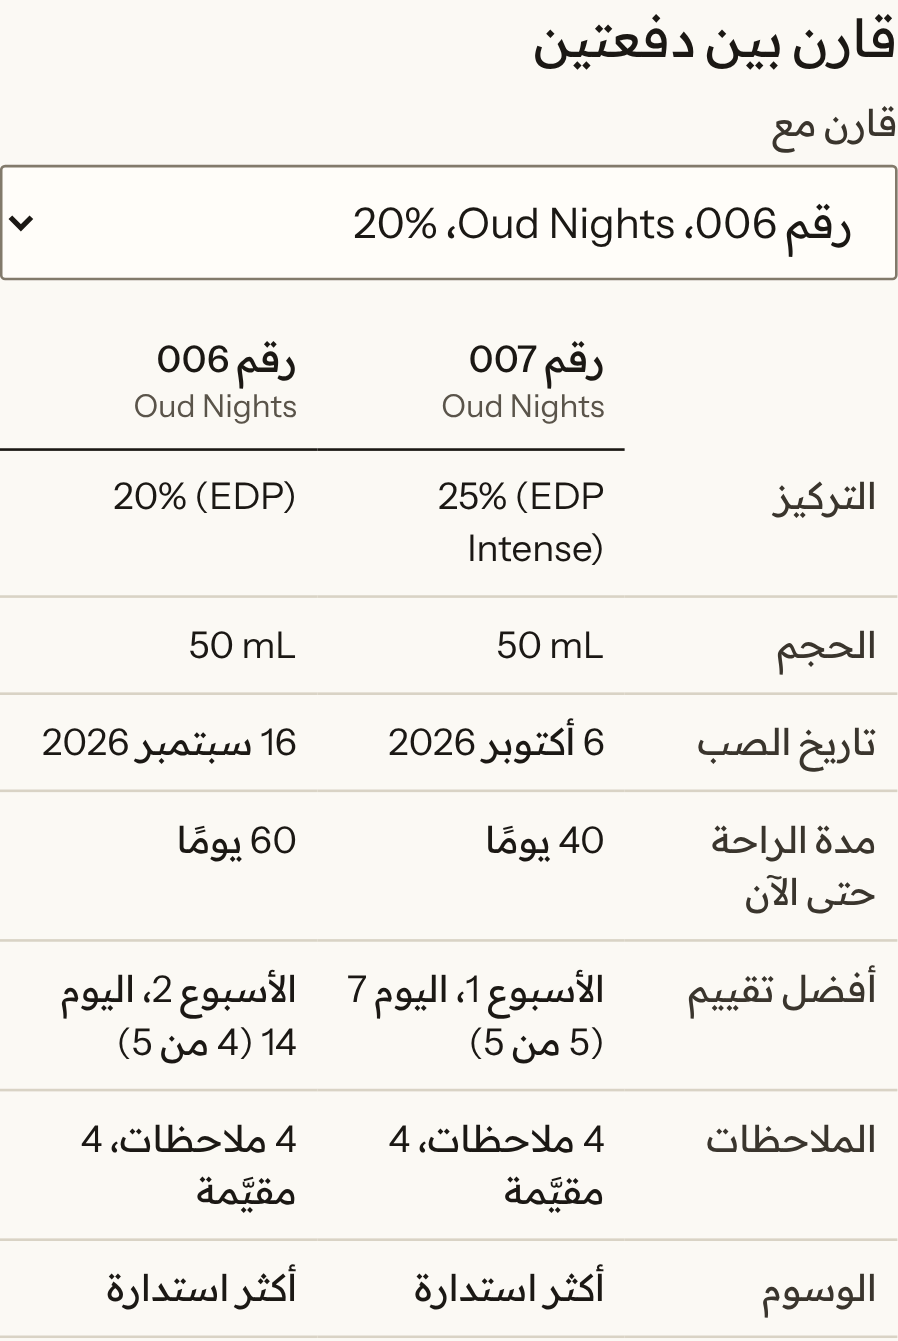 قارن بين دفعتين
قارن مع
رقم 006، Oud Nights، 20%
رقم 007
Oud Nights
رقم 006
Oud Nights
التركيز
25% (EDP
Intense)
20% (EDP)
الحجم
50 mL
50 mL
تاريخ الصب
6 أكتوبر 2026
16 سبتمبر 2026
مدة الراحة
حتى الآن
40 يومًا
60 يومًا
أفضل تقييم
الأسبوع 1، اليوم 7
(5 من 5)
الأسبوع 2، اليوم
14 (4 من 5)
الملاحظات
4 ملاحظات، 4
مقيَّمة
4 ملاحظات، 4
مقيَّمة
الوسوم
أكثر استدارة
أكثر استدارة